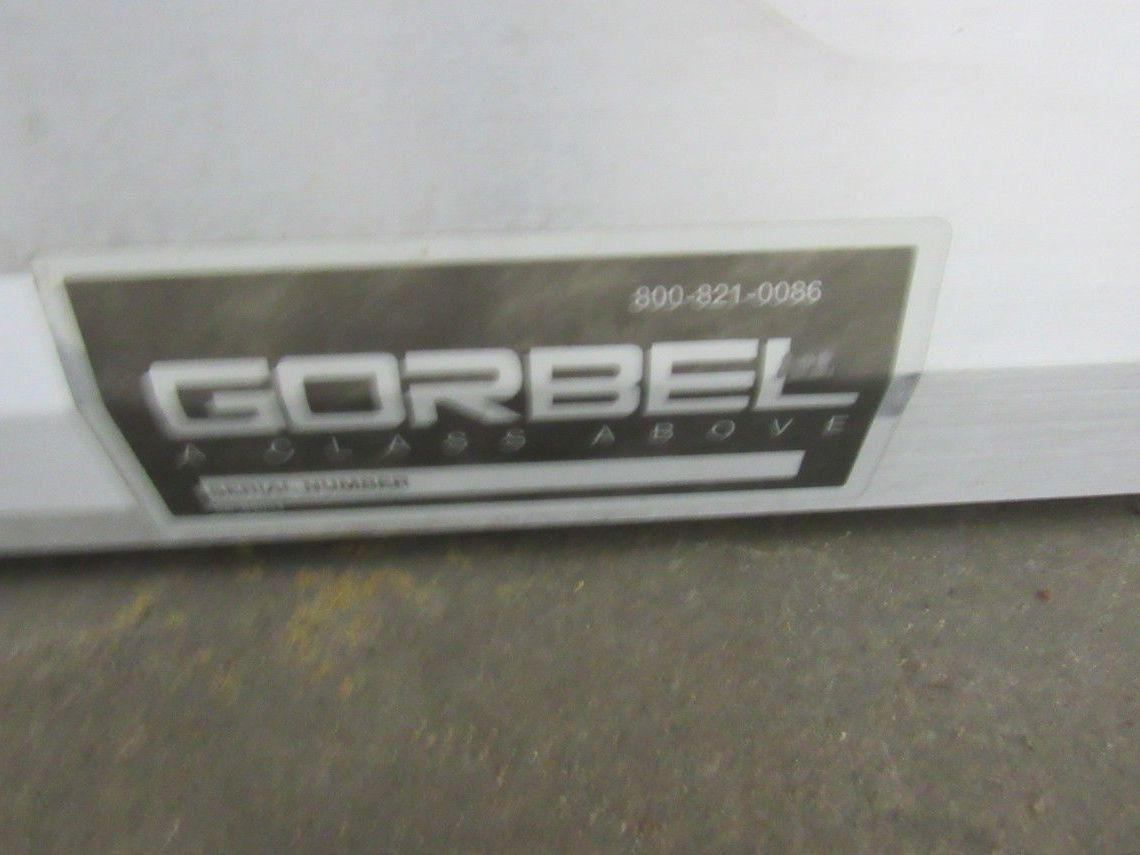 800-821-0086
GORBEL
A CLASS ABOVE
SERIAL NUMBER